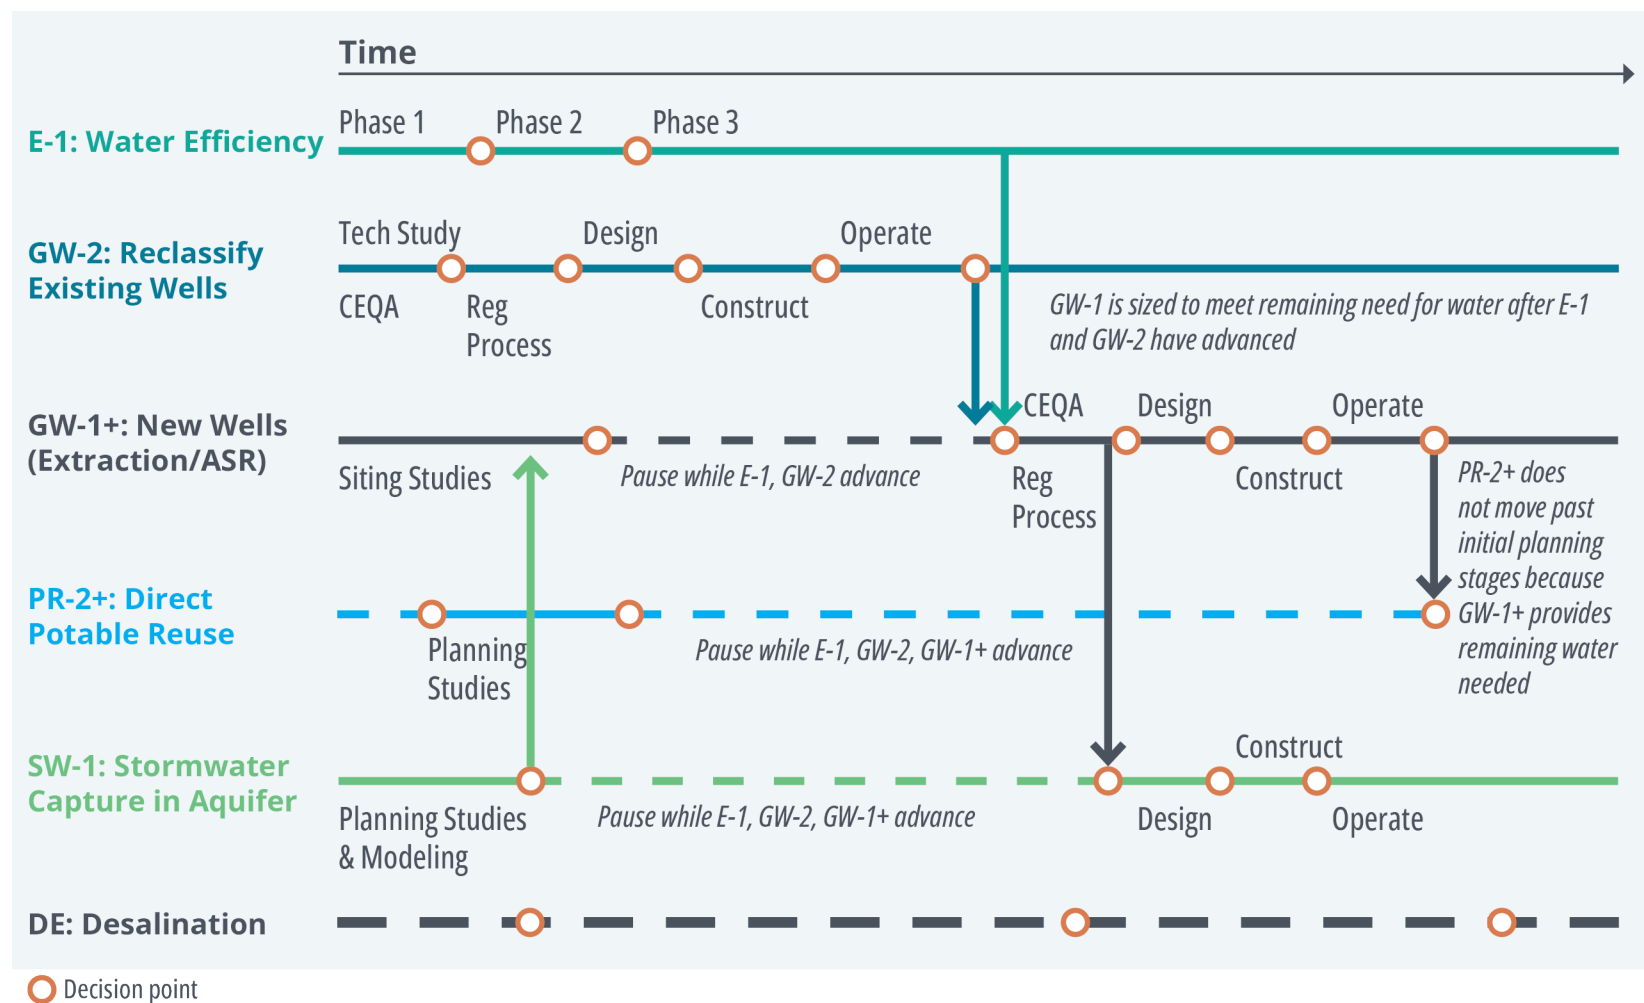 Time
Phase 1
Phase 2
Phase 3
E-1: Water Efficiency
Tech Study
Design
Operate
GW-2: Reclassify
Existing Wells
CEQA
Reg
Process
Construct
GW-1 is sized to meet remaining need for water after E-1
and GW-2 have advanced
CEQA
Design
Operate
GW-1+: New Wells
(Extraction/ASR)
Siting Studies
Pause while E-1, GW-2 advance
Reg
Process
Construct
PR-2+ does
not move past
initial planning
stages because
GW-1+ provides
remaining water
needed
PR-2+: Direct
Potable Reuse
Planning
Studies
Pause while E-1, GW-2, GW-1+ advance
Construct
SW-1: Stormwater
Capture in Aquifer
Planning Studies
& Modeling
Pause while E-1, GW-2, GW-1+ advance
Design
Operate
DE: Desalination
Decision point